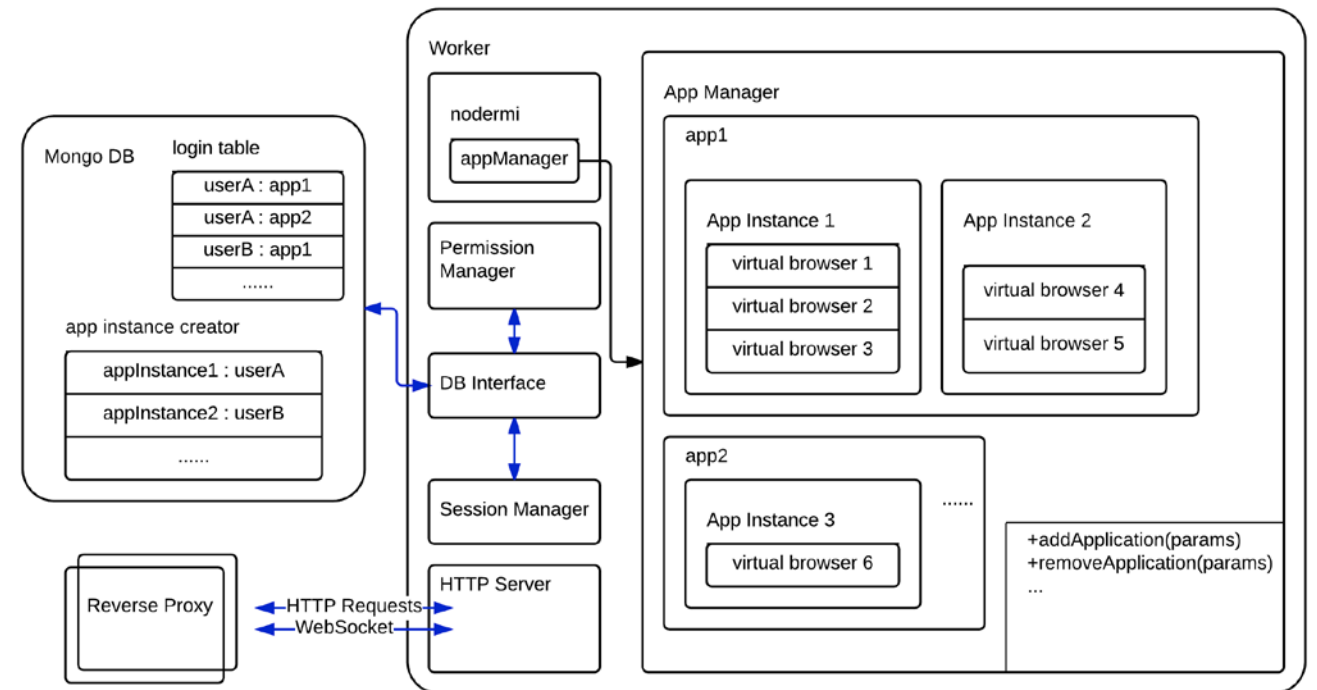 Mongo DB
login table
userA : app1
userA : app2
userB : app1
......
app instance creator
appInstance1 : userA
appInstance2 : userB
......
Reverse Proxy
HTTP Requests
WebSocket
Worker
nodermi
appManager
Permission
Manager
DB Interface
Session Manager
HTTP Server
App Manager
app1
App Instance 1
virtual browser 1
virtual browser 2
virtual browser 3
App Instance 2
virtual browser 4
virtual browser 5
app2
App Instance 3
virtual browser 6
......
+addApplication(params)
+removeApplication(params)
...